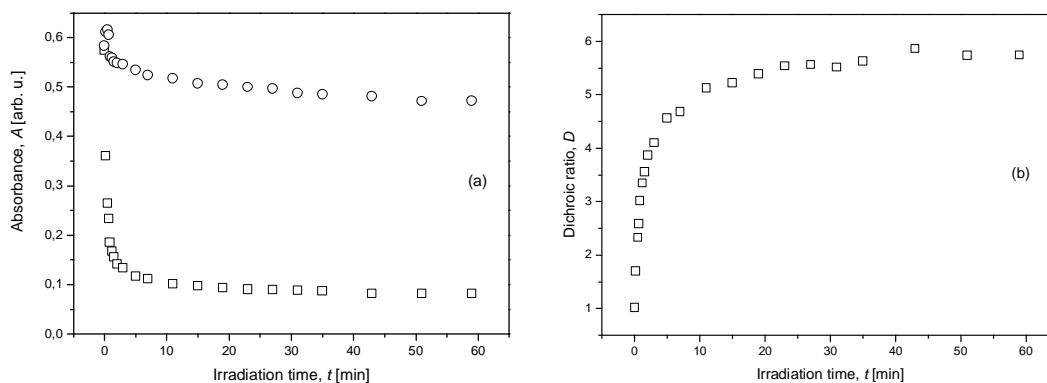 0,6
0,5
0,4
0,3
0,2
0,1
0,0
Absorbance, A [arb. u.]
(a)
0 10 20 30 40 50 60
Irradiation time, t [min]
6
5
4
3
2
1
Dichroic ratio, D
(b)
0 10 20 30 40 50 60
Irradiation time, t [min]